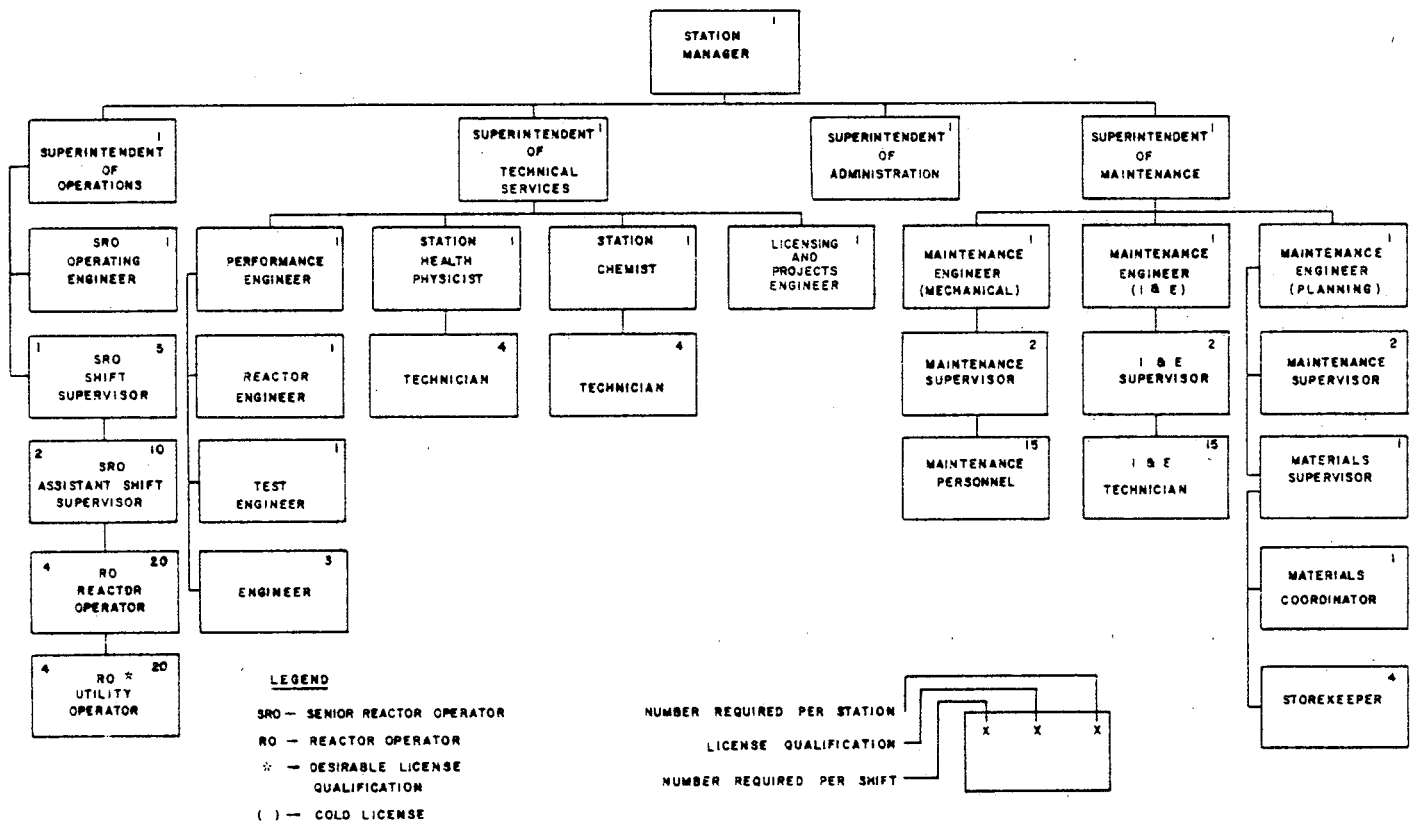 1
STATION
MANAGER
1
SUPERINTENDENT
OF
OPERATIONS
SUPERINTENDENT 1
OF
TECHNICAL
SERVICES
SUPERINTENDENT 1
OF
ADMINISTRATION
SUPERINTENDENT 1
OF
MAINTENANCE
SRO 1
OPERATING
ENGINEER
PERFORMANCE
ENGINEER
STATION 1
HEALTH
PHYSICIST
STATION 1
CHEMIST
LICENSING 1
AND
PROJECTS
ENGINEER
1
MAINTENANCE
ENGINEER
(MECHANICAL)
1
MAINTENANCE
ENGINEER
(I & E)
1
MAINTENANCE
ENGINEER
(PLANNING)
1 5
SRO
SHIFT
SUPERVISOR
1
REACTOR
ENGINEER
4
TECHNICIAN
4
TECHNICIAN
2
MAINTENANCE
SUPERVISOR
2
I & E
SUPERVISOR
2
MAINTENANCE
SUPERVISOR
2 10
SRO
ASSISTANT SHIFT
SUPERVISOR
1
TEST
ENGINEER
15
MAINTENANCE
PERSONNEL
15
I & E
TECHNICIAN
1
MATERIALS
SUPERVISOR
4 20
RO
REACTOR
OPERATOR
3
ENGINEER
1
MATERIALS
COORDINATOR
4 20
RO *
UTILITY
OPERATOR
4
STOREKEEPER
LEGEND
SRO — SENIOR REACTOR OPERATOR
RO — REACTOR OPERATOR
* — DESIRABLE LICENSE
QUALIFICATION
( ) — COLD LICENSE
NUMBER REQUIRED PER STATION
LICENSE QUALIFICATION
NUMBER REQUIRED PER SHIFT
X X X